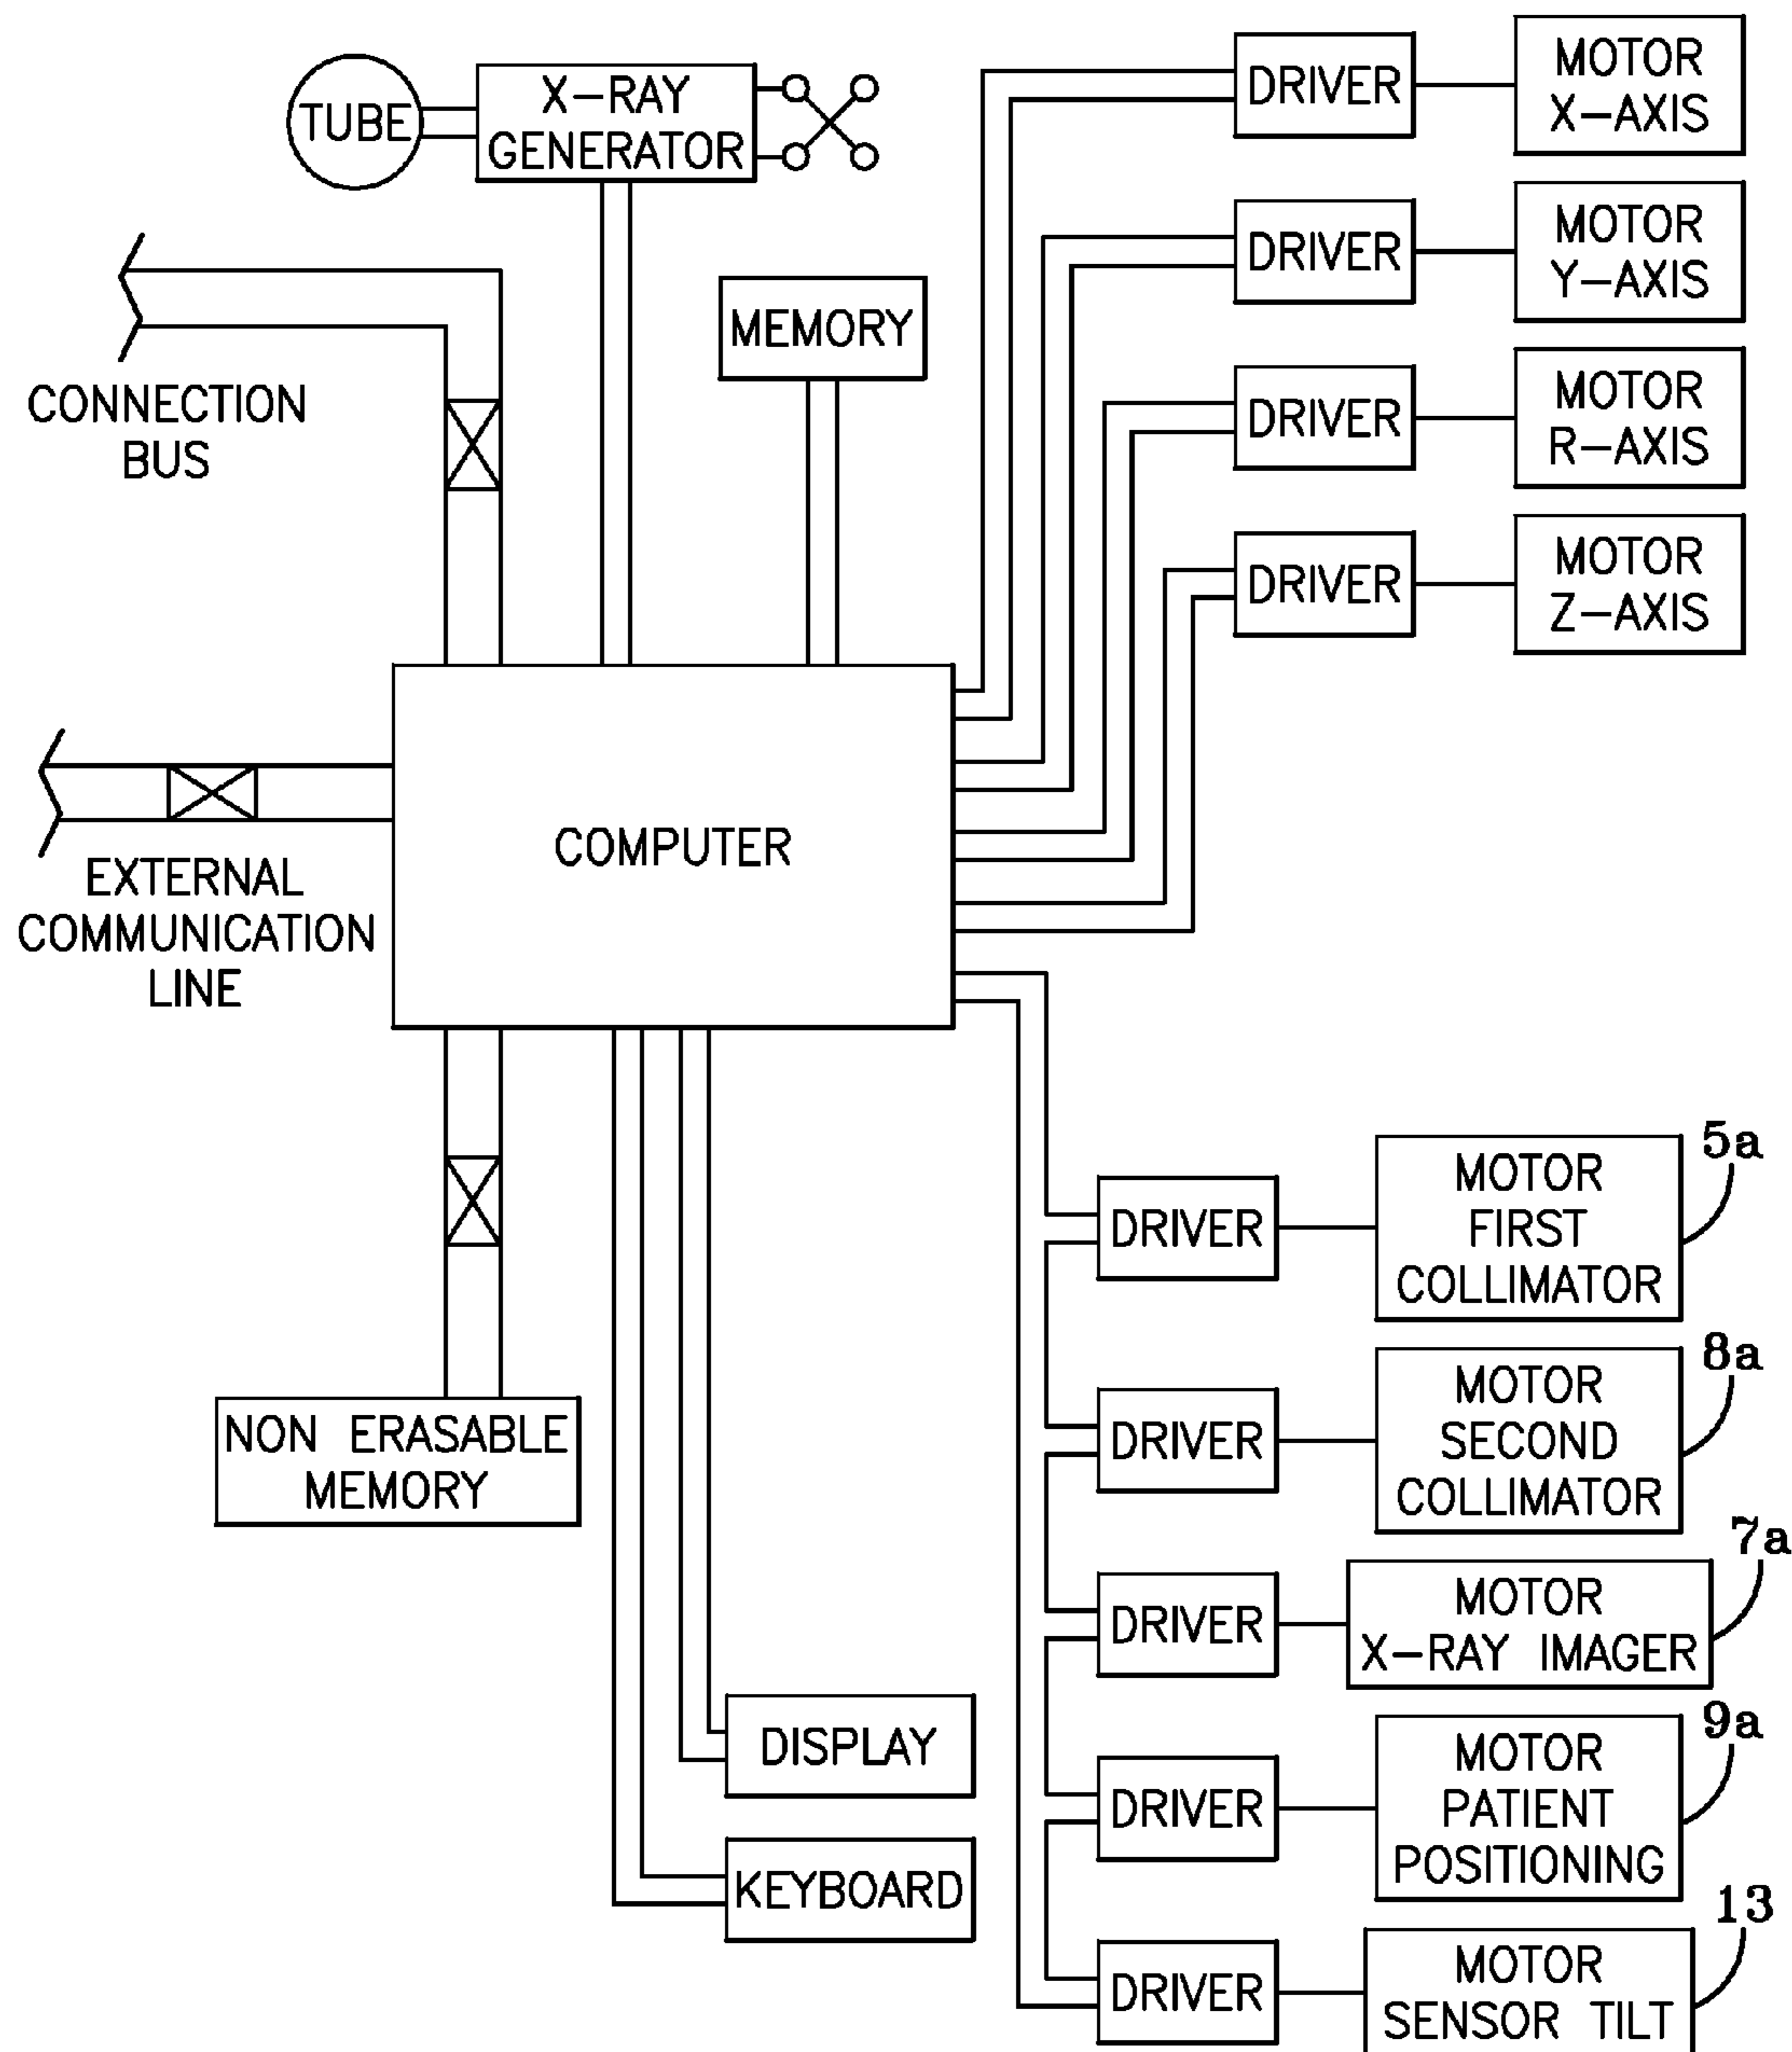 TUBE
X-RAY
GENERATOR
DRIVER
MOTOR
X-AXIS
DRIVER
MOTOR
Y-AXIS
MEMORY
CONNECTION
BUS
DRIVER
MOTOR
R-AXIS
DRIVER
MOTOR
Z-AXIS
COMPUTER
EXTERNAL
COMMUNICATION
LINE
5a
DRIVER
MOTOR
FIRST
COLLIMATOR
8a
DRIVER
MOTOR
SECOND
COLLIMATOR
NON ERASABLE
MEMORY
7a
DRIVER
MOTOR
X-RAY IMAGER
9a
DISPLAY
DRIVER
MOTOR
PATIENT
POSITIONING
KEYBOARD
13
DRIVER
MOTOR
SENSOR TILT